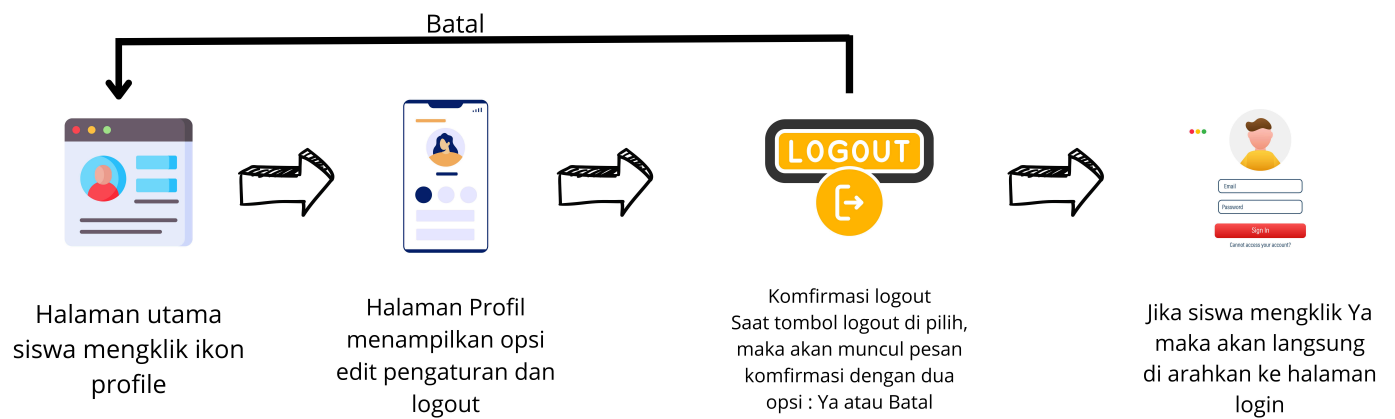 Batal
Halaman utama
siswa mengklik ikon
profile
Halaman Profil
menampilkan opsi
edit pengaturan dan
logout
LOGOUT
Komfirmasi logout
Saat tombol logout di pilih,
maka akan muncul pesan
komfirmasi dengan dua
opsi : Ya atau Batal
Email
Password
Sign In
Cannot access your account?
Jika siswa mengklik Ya
maka akan langsung
di arahkan ke halaman
login